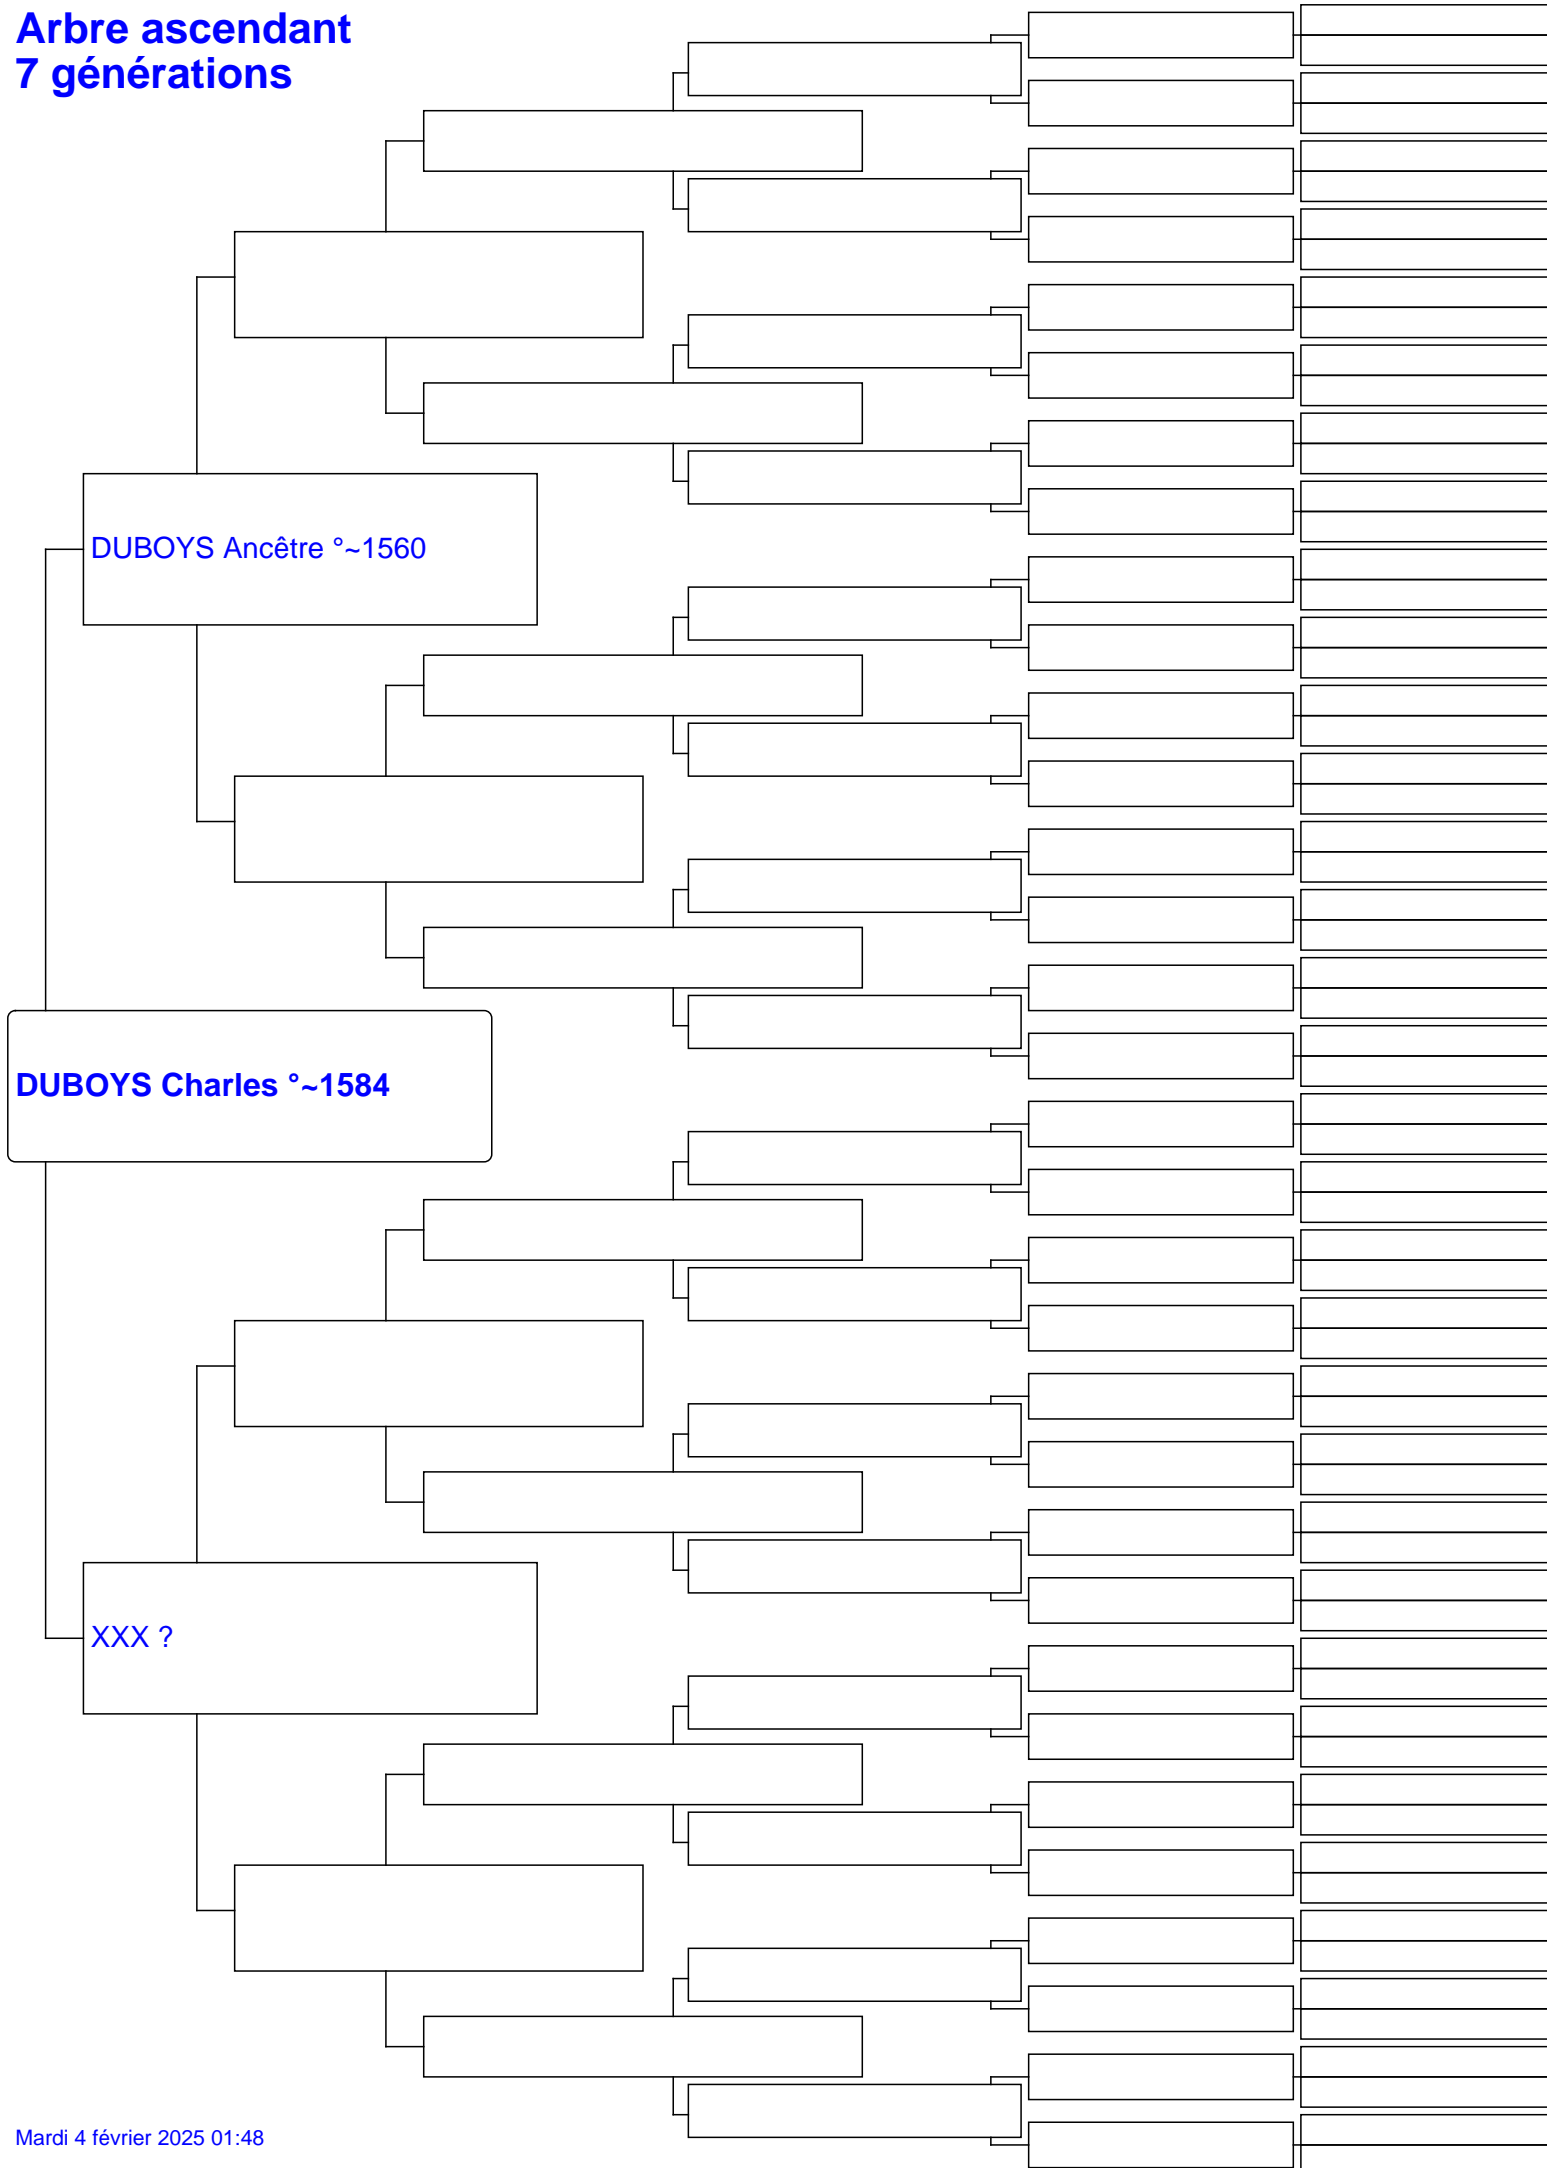 Arbre ascendant
7 générations
DUBOYS Ancêtre °~1560
DUBOYS Charles °~1584
XXX ?
Mardi 4 février 2025 01:48